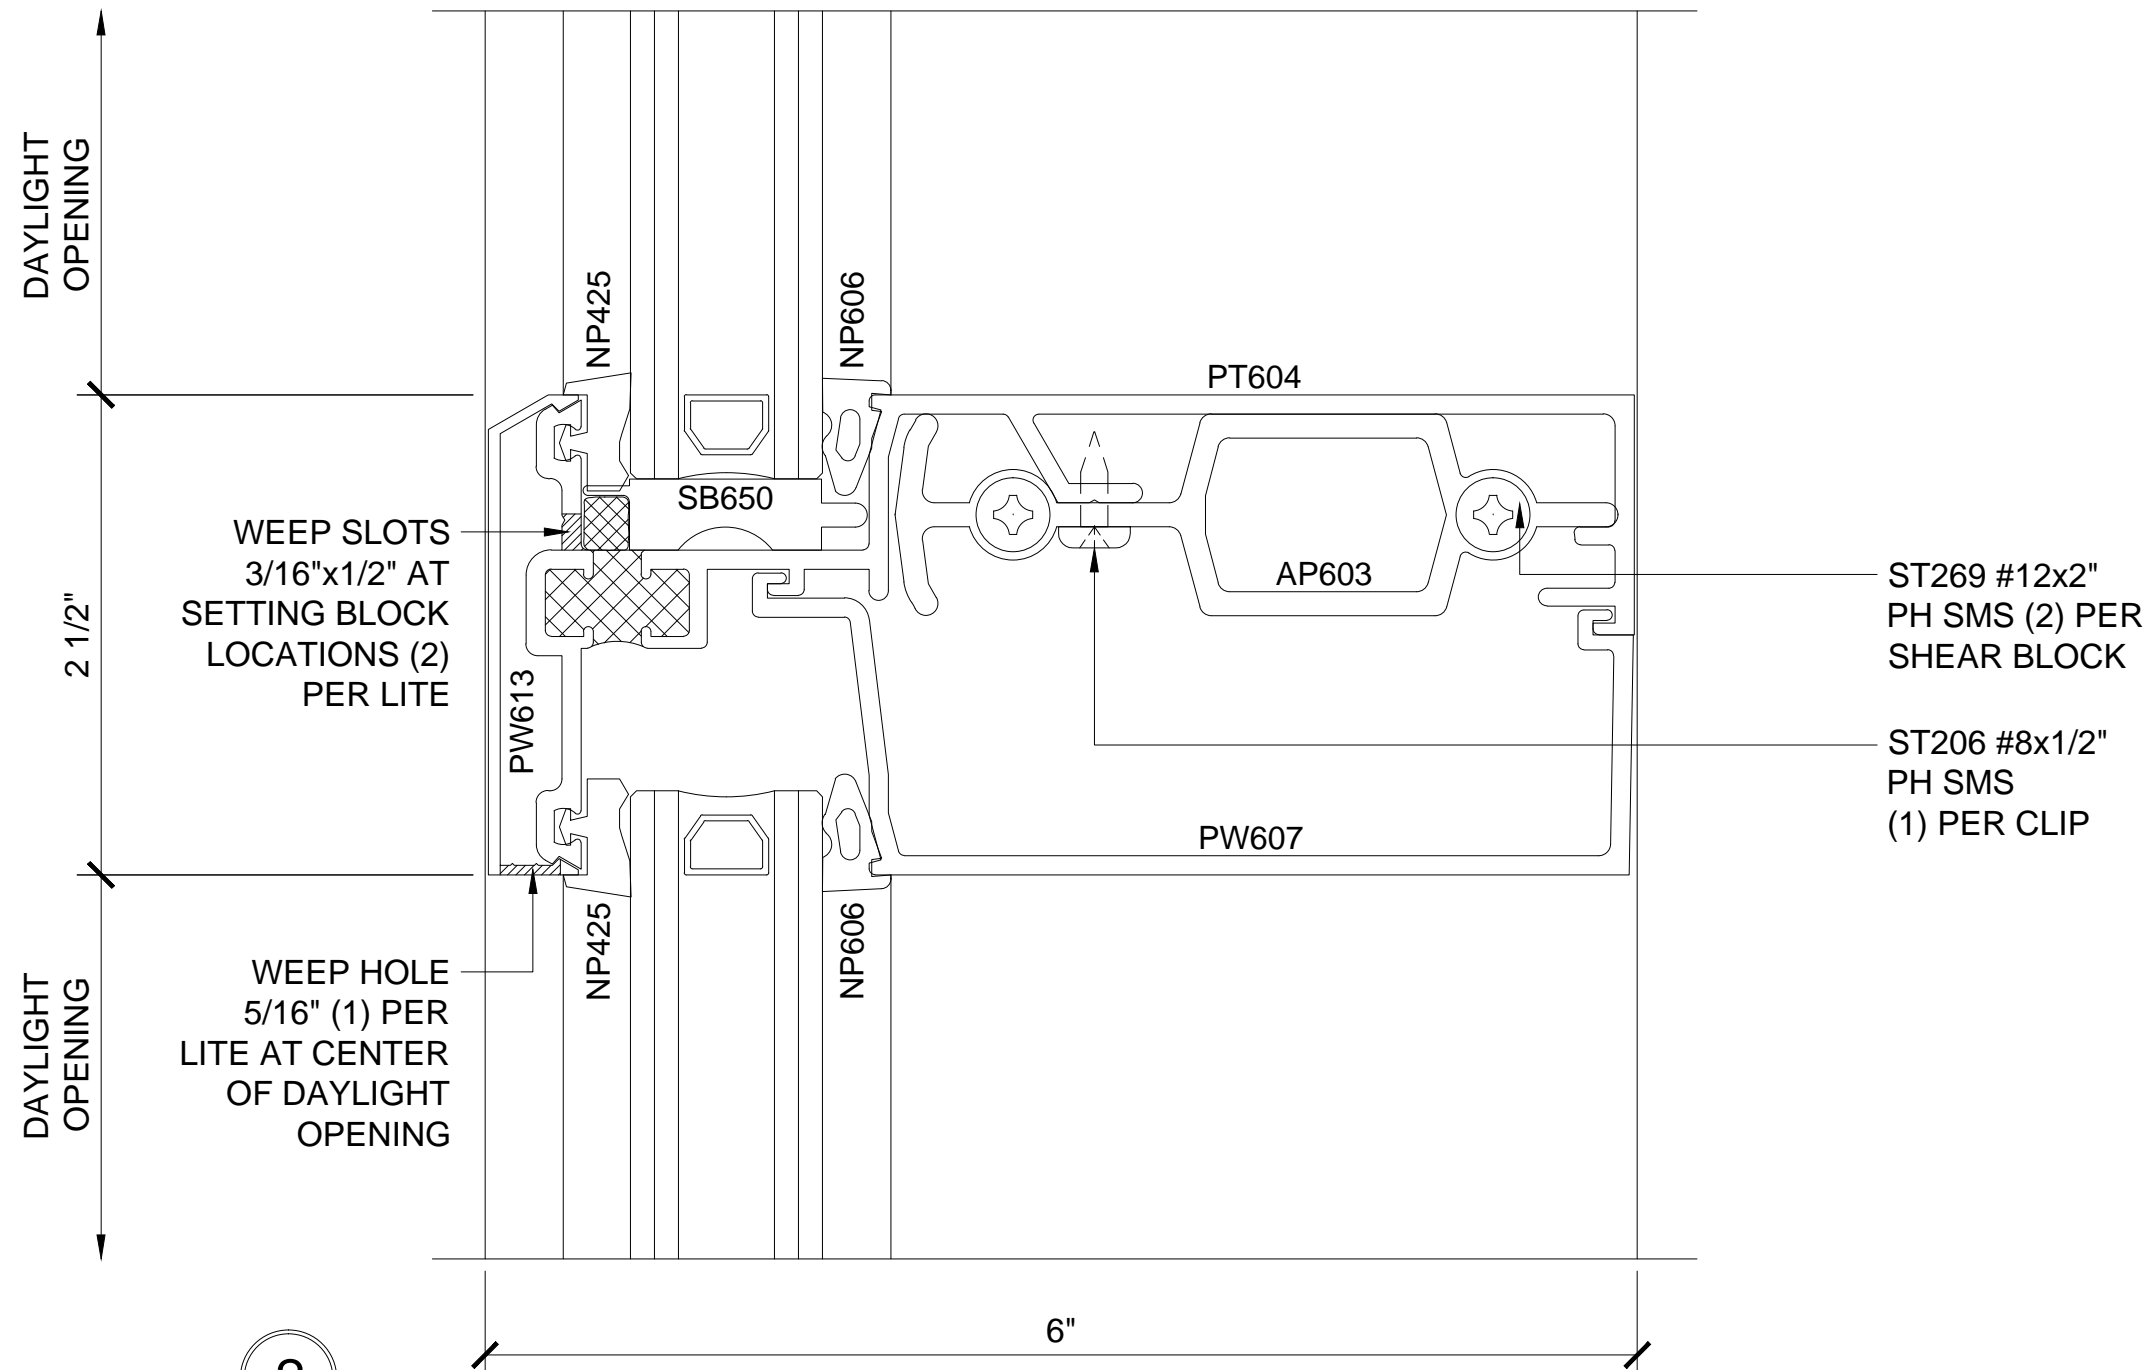 DAYLIGHT
OPENING
NP425
NP606
PT604
SB650
WEEP SLOTS
3/16"x1/2" AT
SETTING BLOCK
LOCATIONS (2)
PER LITE
2 1/2"
AP603
ST269 #12x2"
PH SMS (2) PER
SHEAR BLOCK
PW613
ST206 #8x1/2"
PH SMS
(1) PER CLIP
PW607
NP425
NP606
WEEP HOLE
5/16" (1) PER
LITE AT CENTER
OF DAYLIGHT
OPENING
DAYLIGHT
OPENING
6"